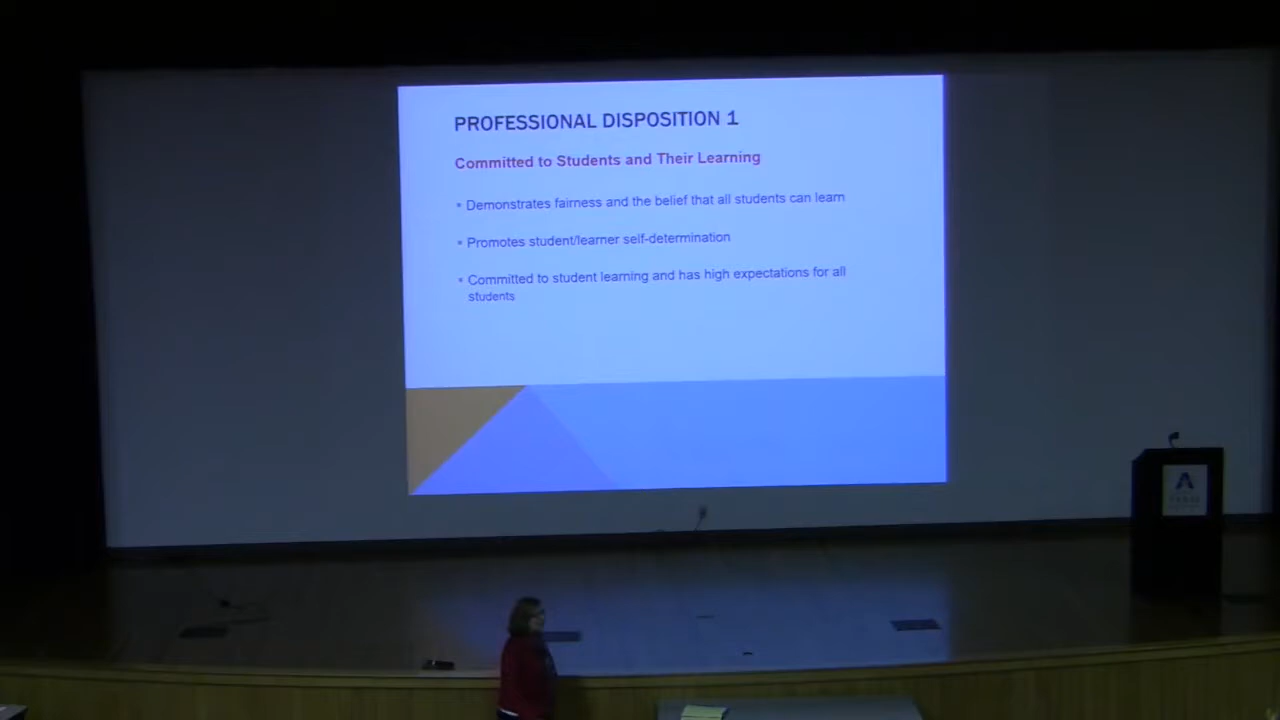 PROFESSIONAL DISPOSITION 1
Committed to Students and Their Learning
▪ Demonstrates fairness and the belief that all students can learn
▪ Promotes student/learner self-determination
▪ Committed to student learning and has high expectations for all
students